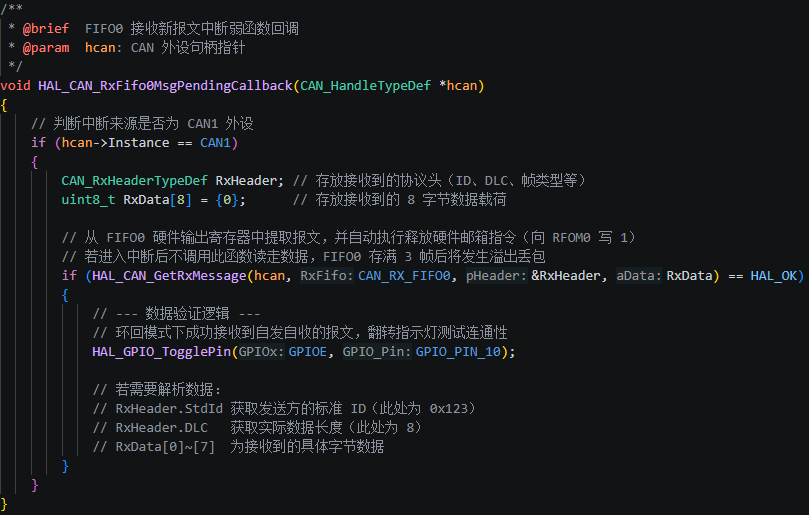 /**
 * @brief  FIFO0 接收新报文中断弱函数回调
 * @param  hcan: CAN 外设句柄指针
 */
void HAL_CAN_RxFifo0MsgPendingCallback(CAN_HandleTypeDef *hcan)
{
    // 判断中断来源是否为 CAN1 外设
    if (hcan->Instance == CAN1)
    {
        CAN_RxHeaderTypeDef RxHeader; // 存放接收到的协议头（ID、DLC、帧类型等）
        uint8_t RxData[8] = {0};      // 存放接收到的 8 字节数据载荷

        // 从 FIFO0 硬件输出寄存器中提取报文，并自动执行释放硬件邮箱指令（向 RFOM0 写 1）
        // 若进入中断后不调用此函数读走数据，FIFO0 存满 3 帧后将发生溢出丢包
        if (HAL_CAN_GetRxMessage(hcan, RxFifo:CAN_RX_FIFO0, pHeader:&RxHeader, aData:RxData) == HAL_OK)
        {
            // --- 数据验证逻辑 ---
            // 环回模式下成功接收到自发自收的报文，翻转指示灯测试连通性
            HAL_GPIO_TogglePin(GPIOx:GPIOE, GPIO_Pin:GPIO_PIN_10);

            // 若需要解析数据:
            // RxHeader.StdId 获取发送方的标准 ID（此处为 0x123）
            // RxHeader.DLC   获取实际数据长度（此处为 8）
            // RxData[0]~[7]  为接收到的具体字节数据
        }
    }
}